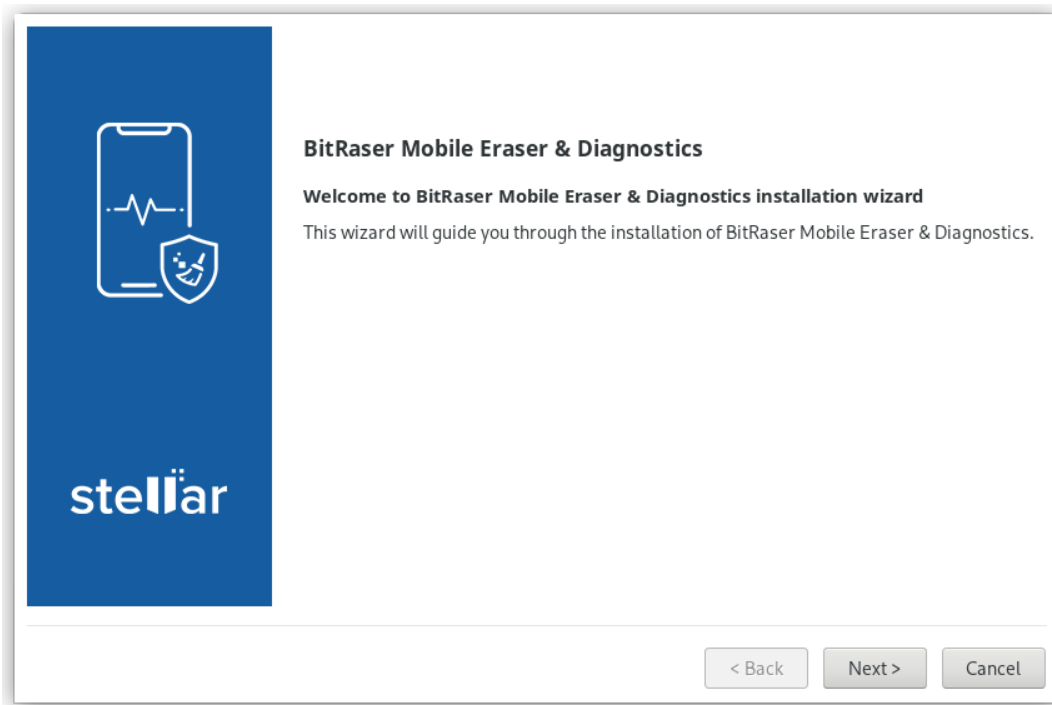 BitRaser Mobile Eraser & Diagnostics
Welcome to BitRaser Mobile Eraser & Diagnostics installation wizard
This wizard will guide you through the installation of BitRaser Mobile Eraser & Diagnostics.
stellar
< Back
Next >
Cancel